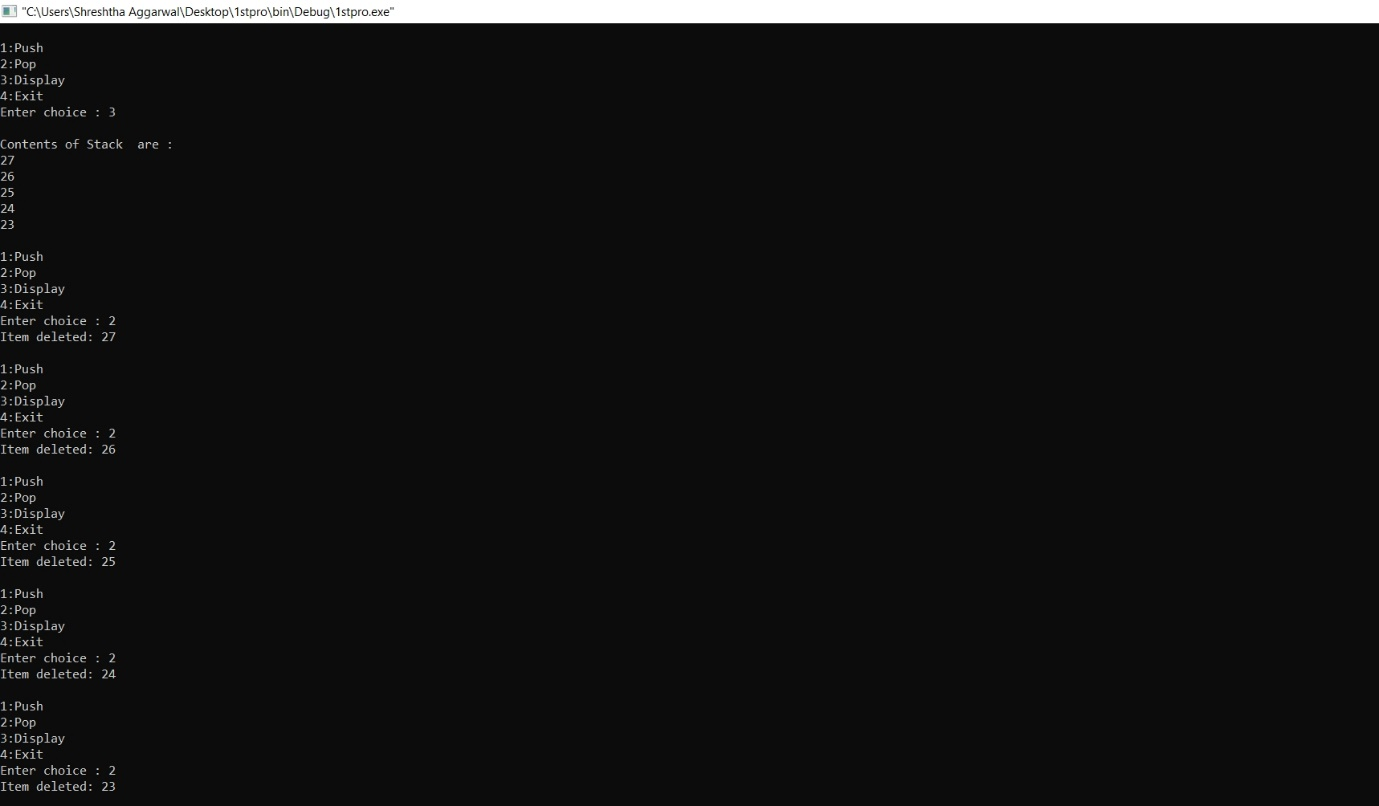 "C:\Users\Shreshtha Aggarwal\Desktop\1stpro\bin\Debug\1stpro.exe"
1:Push
2:Pop
3:Display
4:Exit
Enter choice : 3
Contents of Stack  are :
27
26
25
24
23
1:Push
2:Pop
3:Display
4:Exit
Enter choice : 2
Item deleted: 27
1:Push
2:Pop
3:Display
4:Exit
Enter choice : 2
Item deleted: 26
1:Push
2:Pop
3:Display
4:Exit
Enter choice : 2
Item deleted: 25
1:Push
2:Pop
3:Display
4:Exit
Enter choice : 2
Item deleted: 24
1:Push
2:Pop
3:Display
4:Exit
Enter choice : 2
Item deleted: 23